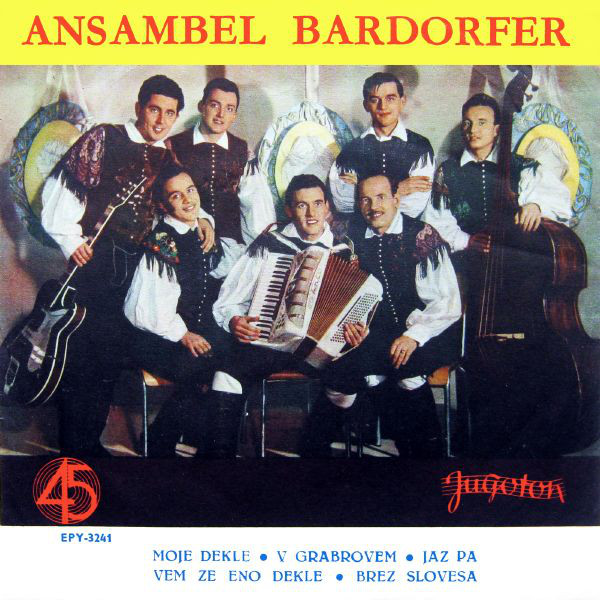 ANSAMBEL BARDORFER
45
Jugoton
EPY-3241
MOJE DEKLE • V GRABROVEM • JAZ PA
VEM ZE ENO DEKLE • BREZ SLOVESA